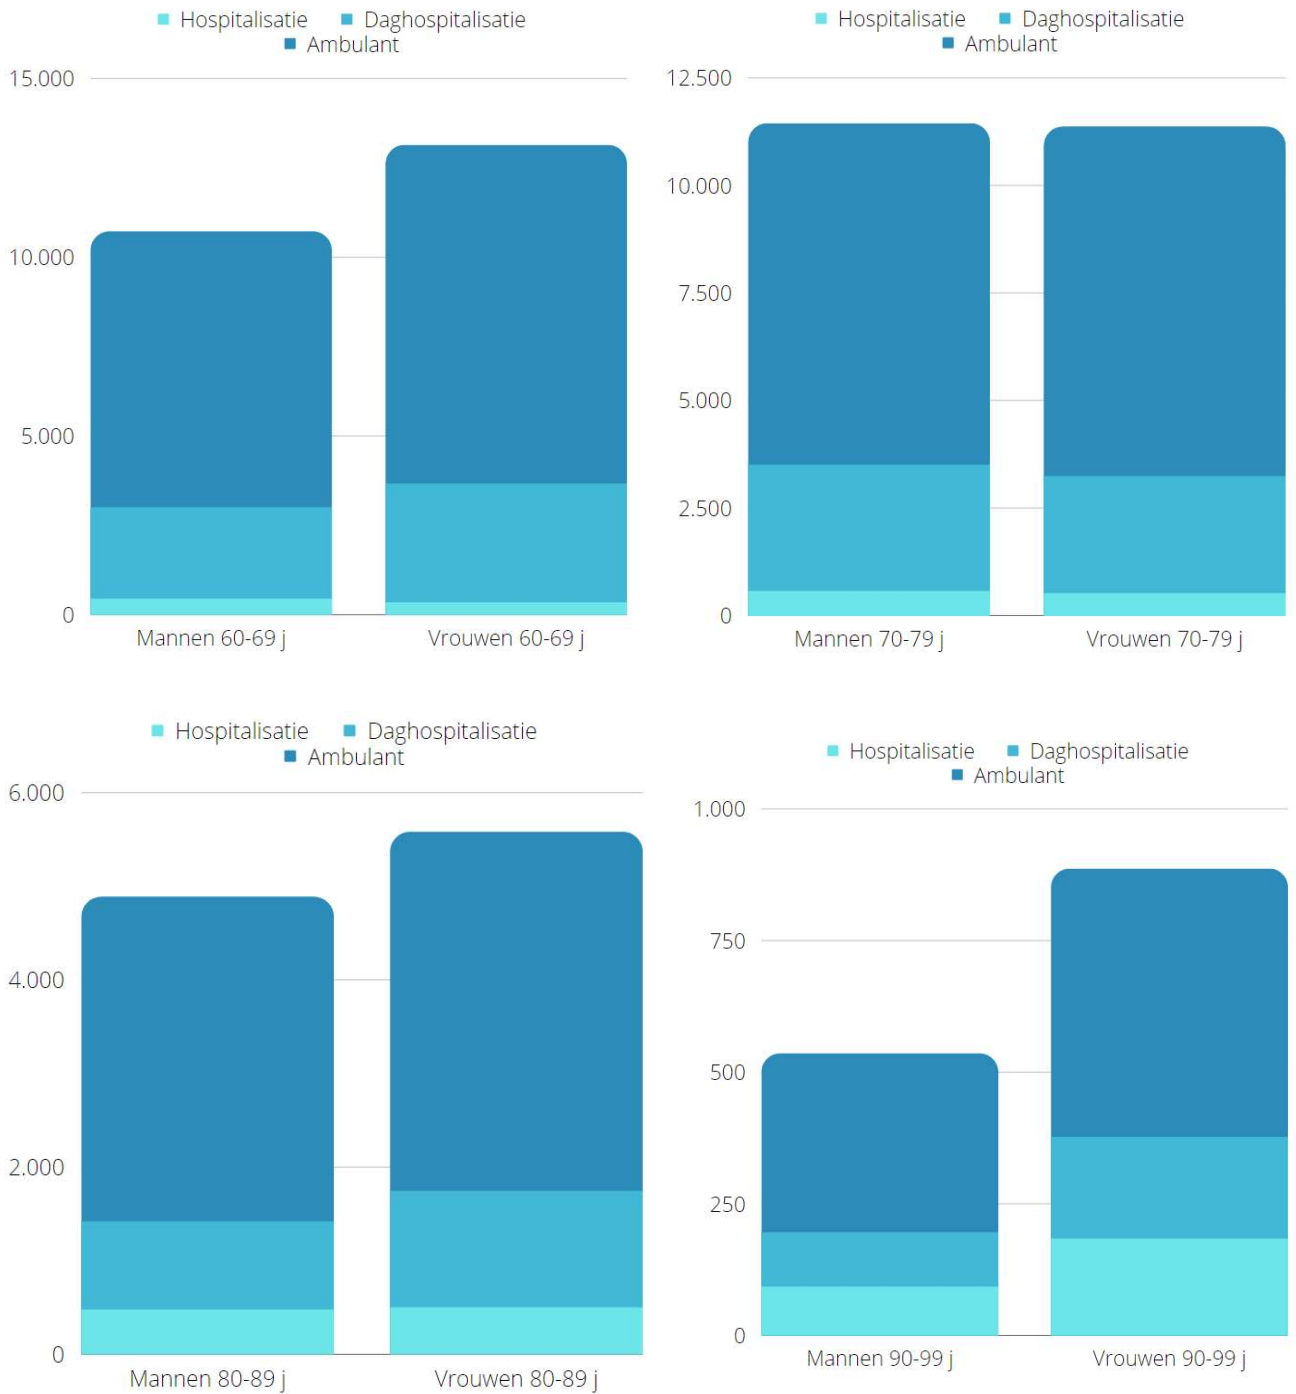 Hospitalisatie Daghospitalisatie
Ambulant
15.000
10.000
5.000
0
Mannen 60-69 j Vrouwen 60-69 j
Hospitalisatie Daghospitalisatie
Ambulant
12.500
10.000
7.500
5.000
2.500
0
Mannen 70-79 j Vrouwen 70-79 j
Hospitalisatie Daghospitalisatie
Ambulant
6.000
4.000
2.000
0
Mannen 80-89 j Vrouwen 80-89 j
Hospitalisatie Daghospitalisatie
Ambulant
1.000
750
500
250
0
Mannen 90-99 j Vrouwen 90-99 j